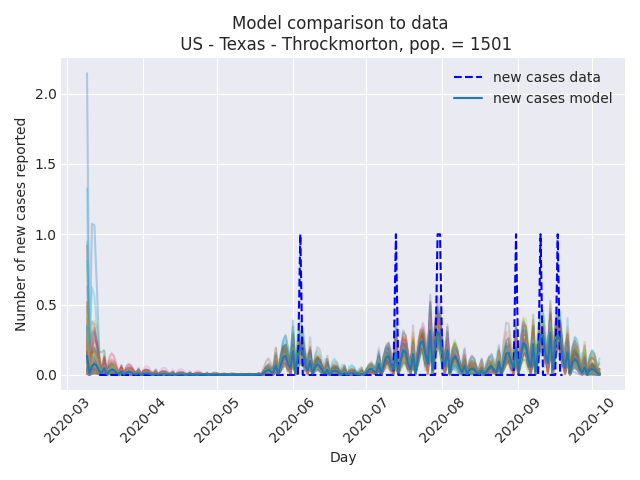 Model comparison to data
US - Texas - Throckmorton, pop. = 1501
new cases data
new cases model
Number of new cases reported
2.0
1.5
1.0
0.5
0.0
2020-03
2020-04
2020-05
2020-06
2020-07
2020-08
2020-09
2020-10
Day